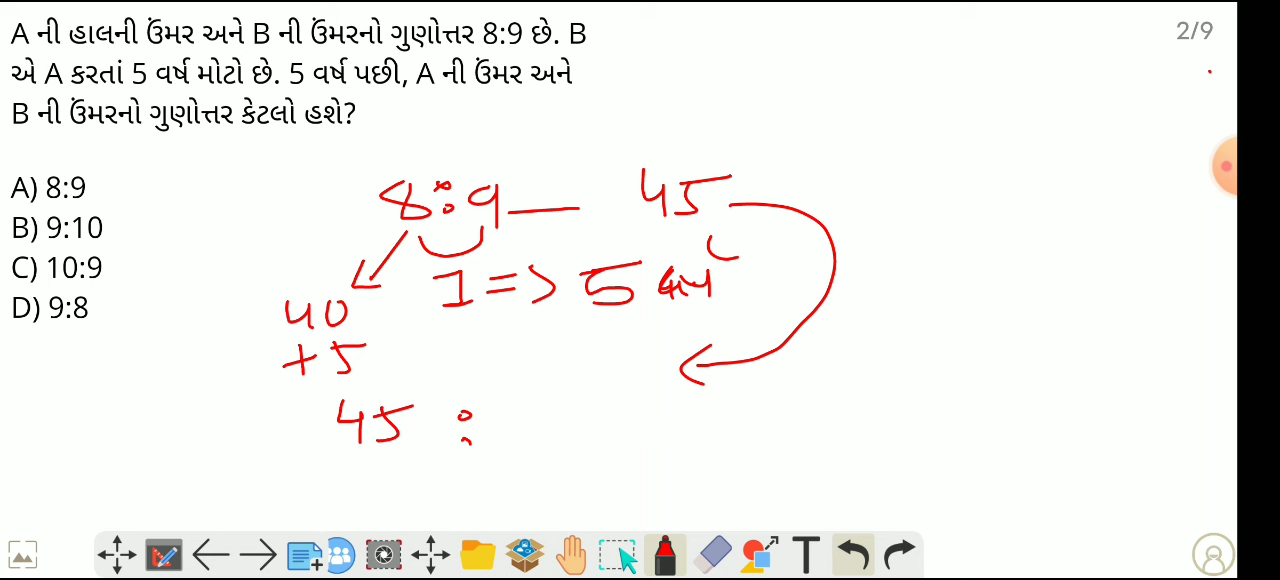 A ની હાલની ઉંમર અને B ની ઉંમરનો ગુણોત્તર 8:9 છે. B
એ A કરતાં 5 વર્ષ મોટો છે. 5 વર્ષ પછી, A ની ઉંમર અને
B ની ઉંમરનો ગુણોત્તર કેટલો હશે?
2/9
A) 8:9
B) 9:10
C) 10:9
D) 9:8
8:9 — 45
1 => 5
40
+5
45 :
T